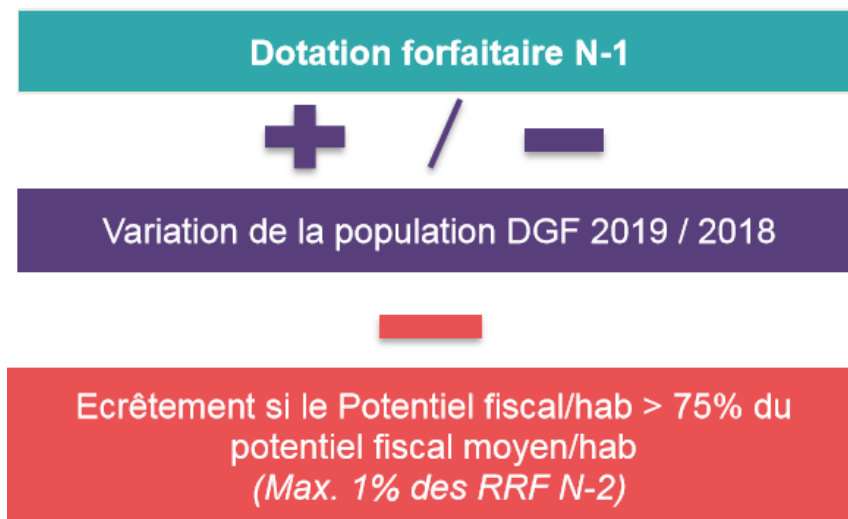 Dotation forfaitaire N-1
+ / -
Variation de la population DGF 2019 / 2018
-
Ecrêtement si le Potentiel fiscal/hab > 75% du
potentiel fiscal moyen/hab
(Max. 1% des RRF N-2)